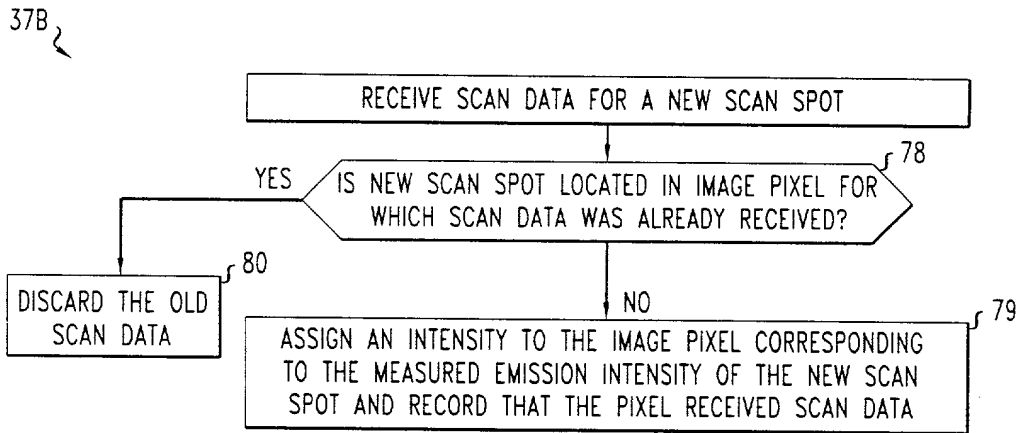 37B
RECEIVE SCAN DATA FOR A NEW SCAN SPOT
78
YES
IS NEW SCAN SPOT LOCATED IN IMAGE PIXEL FOR
WHICH SCAN DATA WAS ALREADY RECEIVED?
80
DISCARD THE OLD
SCAN DATA
NO
79
ASSIGN AN INTENSITY TO THE IMAGE PIXEL CORRESPONDING
TO THE MEASURED EMISSION INTENSITY OF THE NEW SCAN
SPOT AND RECORD THAT THE PIXEL RECEIVED SCAN DATA